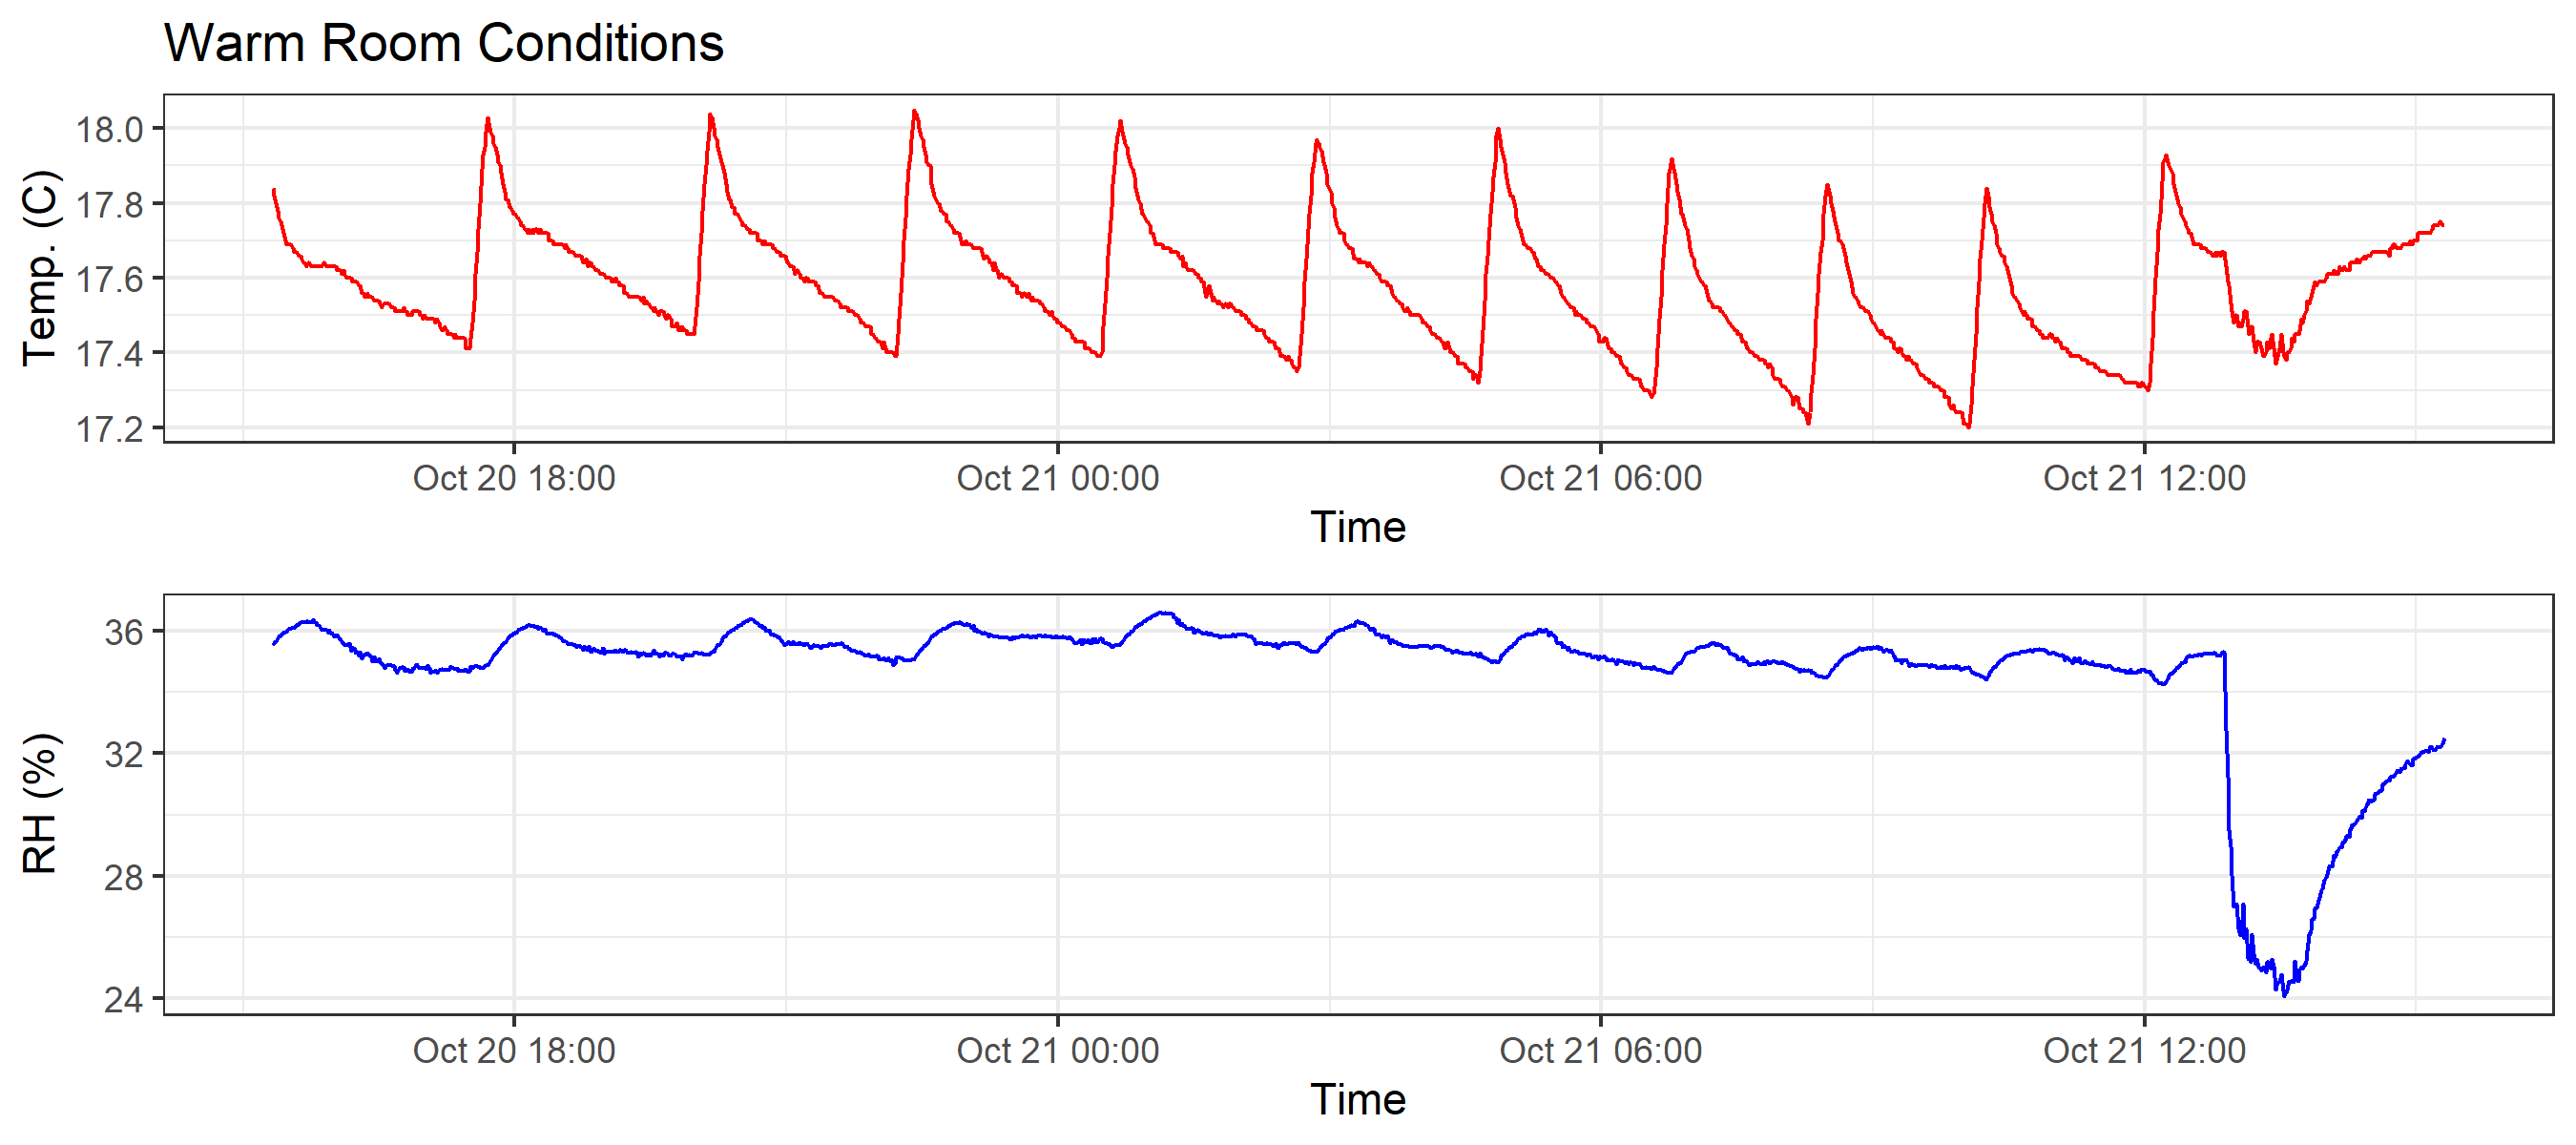 Warm Room Conditions
Temp. (C)
18.0
17.8
17.6
17.4
17.2
Oct 20 18:00 Oct 21 00:00 Oct 21 06:00 Oct 21 12:00
Time
RH (%)
36
32
28
24
Oct 20 18:00 Oct 21 00:00 Oct 21 06:00 Oct 21 12:00
Time